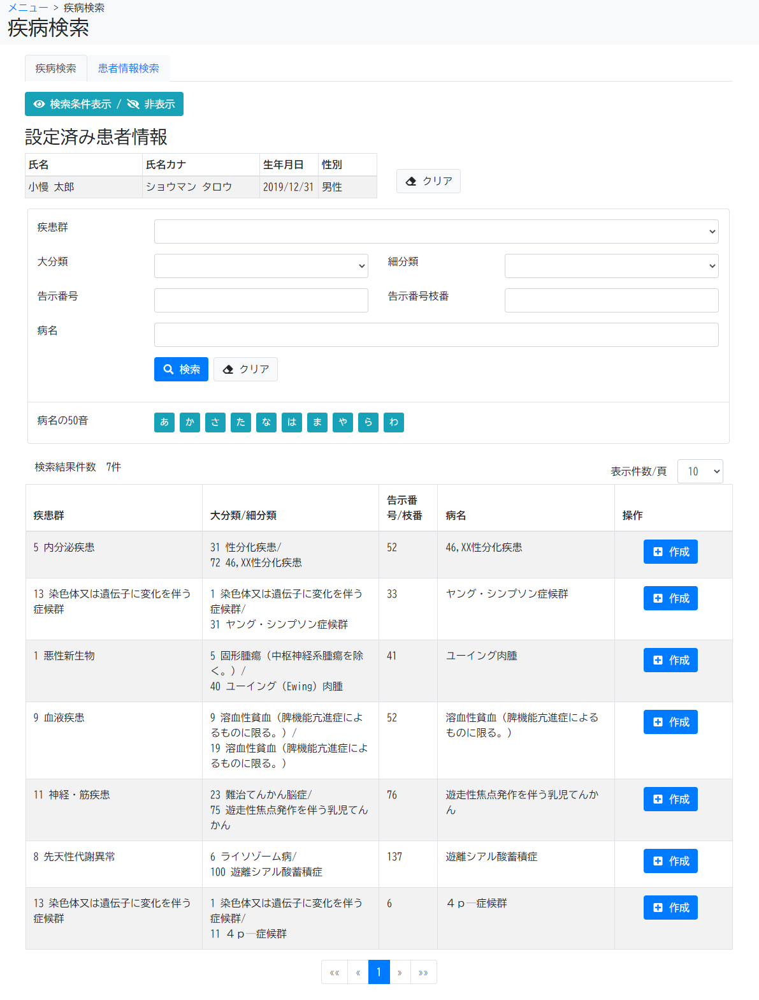 メニュー > 疾病検索
疾病検索
疾病検索 患者情報検索
検索条件表示 / 非表示
設定済み患者情報
氏名 氏名カナ 生年月日 性別
小慢 太郎 ショウマン タロウ 2019/12/31 男性
クリア
疾患群
大分類 細分類
告示番号 告示番号枝番
病名
検索 クリア
病名の50音 あ か さ た な は ま や ら わ
検索結果件数 7件
表示件数/頁 10
疾患群 大分類/細分類 告示番
号/枝番 病名 操作
5 内分泌疾患 31 性分化疾患/ 52 46,XX性分化疾患 作成
72 46,XX性分化疾患
13 染色体又は遺伝子に変化を伴う 1 染色体又は遺伝子に変化を伴う 33 ヤング・シンプソン症候群 作成
症候群 症候群/
31 ヤング・シンプソン症候群
1 悪性新生物 5 固形腫瘍（中枢神経系腫瘍を除 41 ユーイング肉腫 作成
く。）/
40 ユーイング（Ewing）肉腫
9 血液疾患 9 溶血性貧血（脾機能亢進症によ 52 溶血性貧血（脾機能亢進症による 作成
るものに限る。）/ ものに限る。）
19 溶血性貧血（脾機能亢進症によ
るものに限る。）
11 神経・筋疾患 23 難治てんかん脳症/ 76 遊走性焦点発作を伴う乳児てんか 作成
75 遊走性焦点発作を伴う乳児てん ん
かん
8 先天性代謝異常 6 ライソゾーム病/ 137 遊離シアル酸蓄積症 作成
100 遊離シアル酸蓄積症
13 染色体又は遺伝子に変化を伴う 1 染色体又は遺伝子に変化を伴う 6 ４ｐ―症候群 作成
症候群 症候群/
11 ４ｐ―症候群
«« « 1 » »»